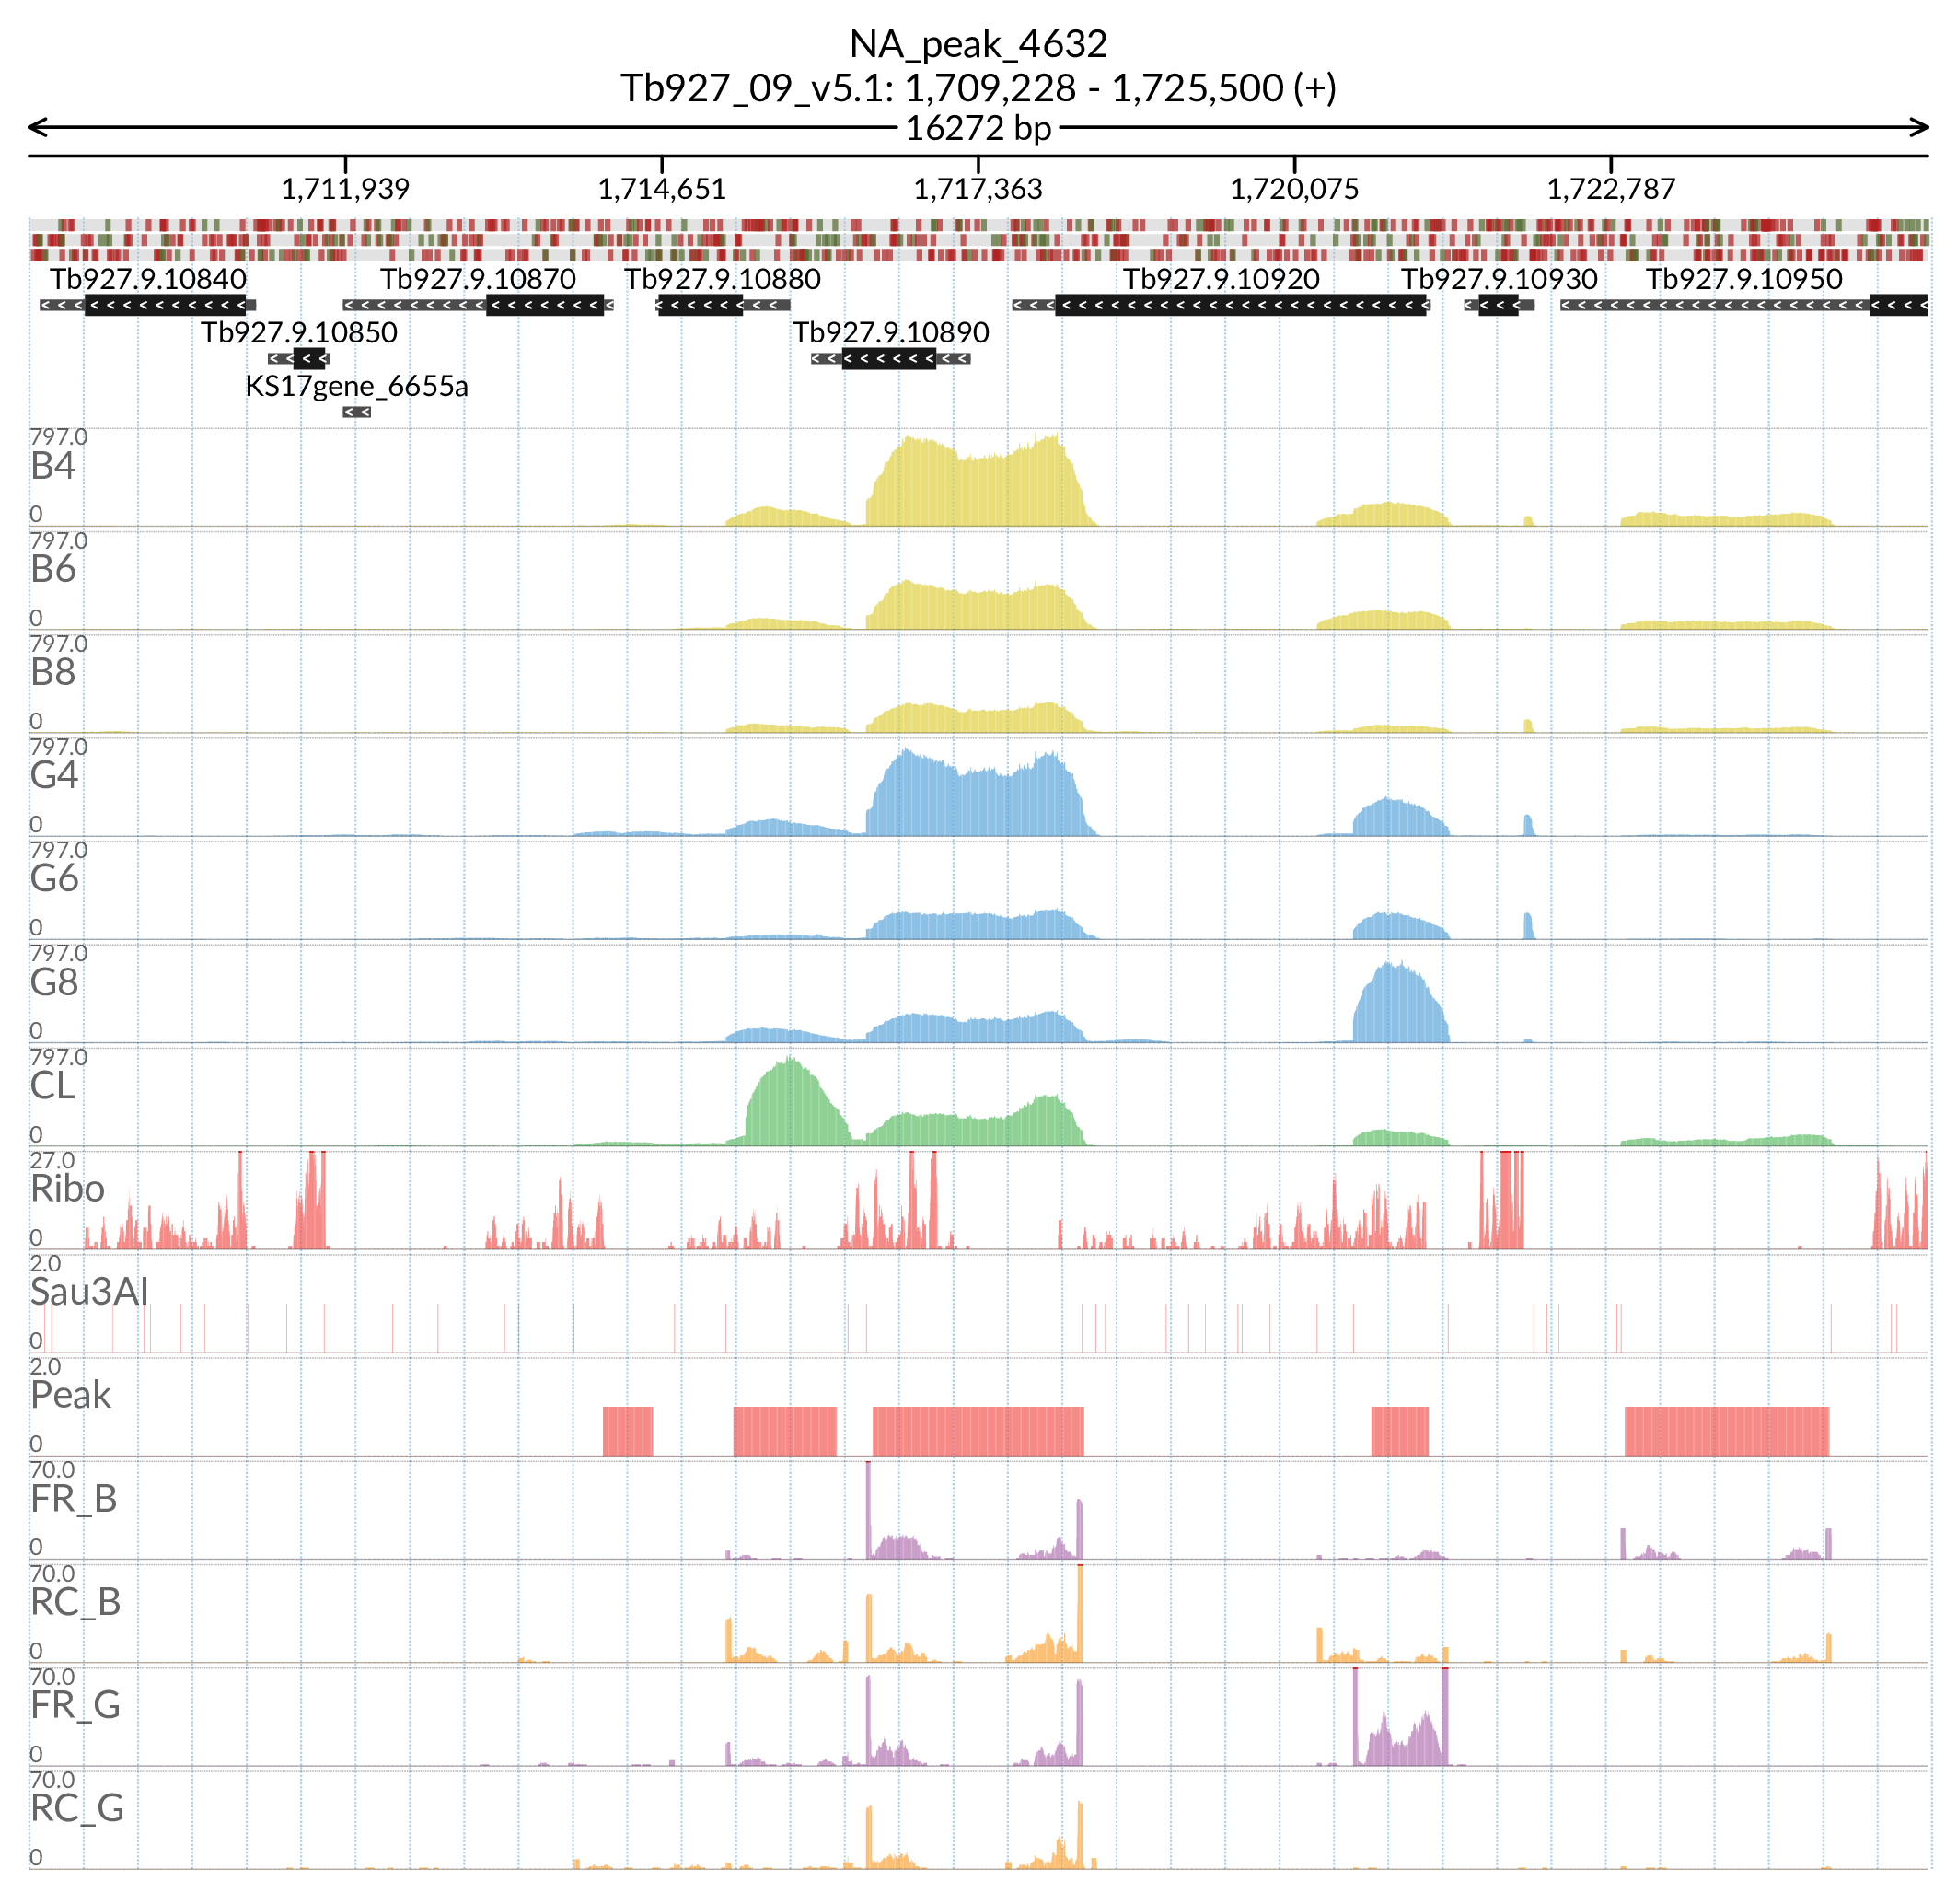 NA_peak_4632
Tb927_09_v5.1: 1,709,228 - 1,725,500 (+)
16272 bp
1,711,939 1,714,651 1,717,363 1,720,075 1,722,787
Tb927.9.10840 Tb927.9.10870 Tb927.9.10880 Tb927.9.10920 Tb927.9.10930 Tb927.9.10950
Tb927.9.10850 Tb927.9.10890
KS17gene_6655a
797.0
B4
0
797.0
B6
0
797.0
B8
0
797.0
G4
0
797.0
G6
0
797.0
G8
0
797.0
CL
0
27.0
Ribo
0
2.0
Sau3AI
0
2.0
Peak
0
70.0
FR_B
0
70.0
RC_B
0
70.0
FR_G
0
70.0
RC_G
0